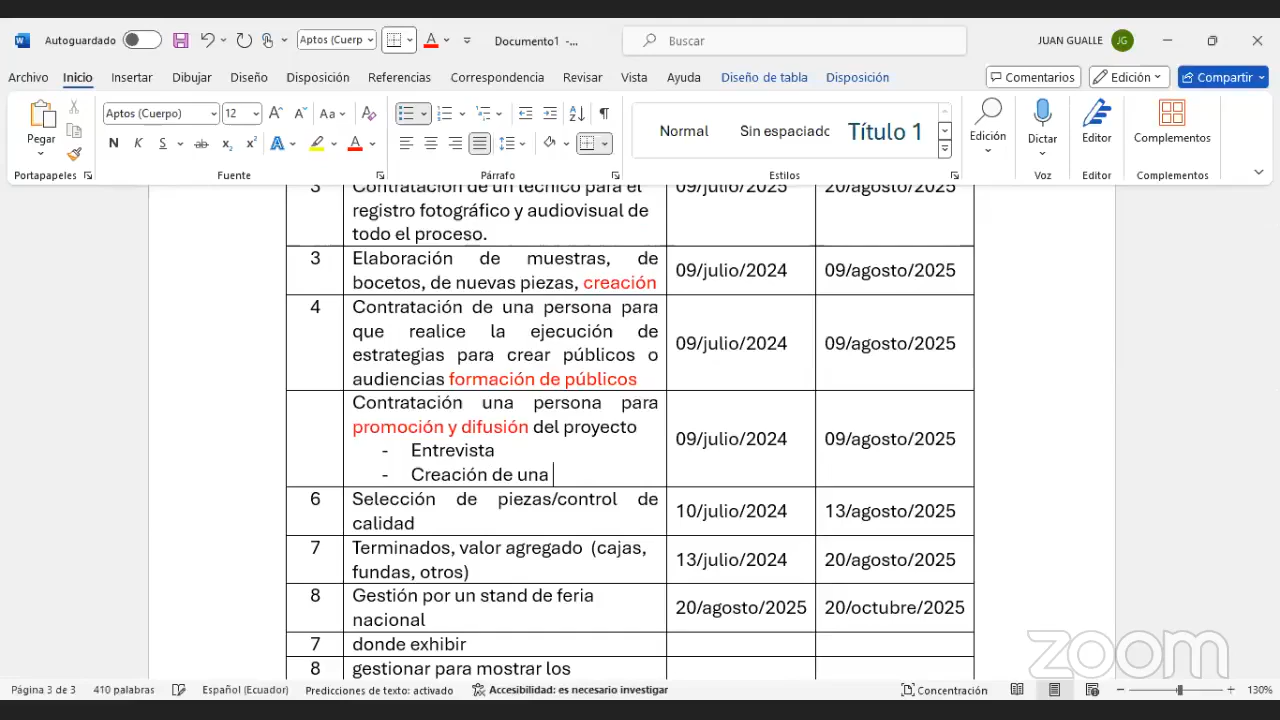 Autoguardado
Aptos (Cuerp
A
Documento1 -...
Buscar
JUAN GUALLE
JG
Archivo Inicio Insertar Dibujar Diseño Disposición Referencias Correspondencia Revisar Vista Ayuda Diseño de tabla Disposición
Comentarios
Edición
Compartir
Pegar
Aptos (Cuerpo)
12
Normal
Sin espaciado
Título 1
Edición
Dictar
Editor
Complementos
Portapapeles
Fuente
Párrafo
Estilos
Voz
Editor
Complementos
3 Contratación de un técnico para el 09/julio/2025 20/agosto/2025
registro fotográfico y audiovisual de
todo el proceso.
3 Elaboración de muestras, de
bocetos, de nuevas piezas, creación
09/julio/2024 09/agosto/2025
4 Contratación de una persona para
que realice la ejecución de
estrategias para crear públicos o
audiencias formación de públicos
09/julio/2024 09/agosto/2025
Contratación una persona para
promoción y difusión del proyecto
- Entrevista
- Creación de una
09/julio/2024 09/agosto/2025
6 Selección de piezas/control de
calidad
10/julio/2024 13/agosto/2025
7 Terminados, valor agregado (cajas,
fundas, otros)
13/julio/2024 20/agosto/2025
8 Gestión por un stand de feria
nacional
20/agosto/2025 20/octubre/2025
7 donde exhibir
8 gestionar para mostrar los
zoom
Página 3 de 3 410 palabras Español (Ecuador) Predicciones de texto: activado Accesibilidad: es necesario investigar Concentración 130%